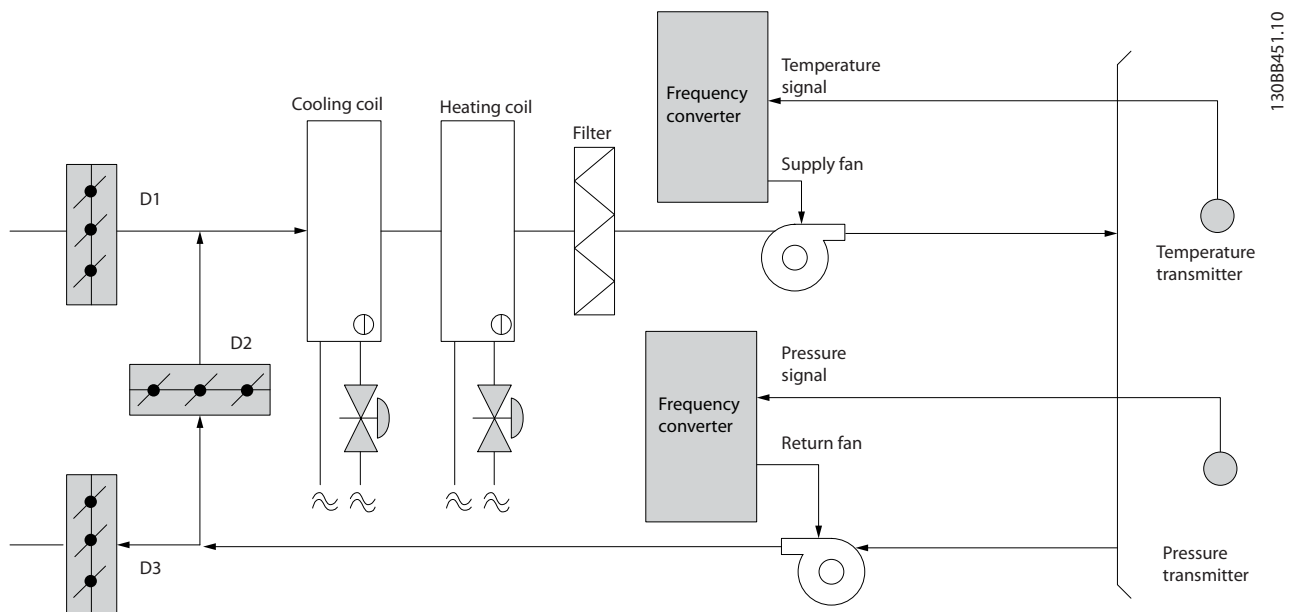 130BB451.10
Temperature
signal
Frequency
converter
Cooling coil
Heating coil
Filter
Supply fan
D1
Temperature
transmitter
D2
Pressure
signal
Frequency
converter
Return fan
D3
Pressure
transmitter